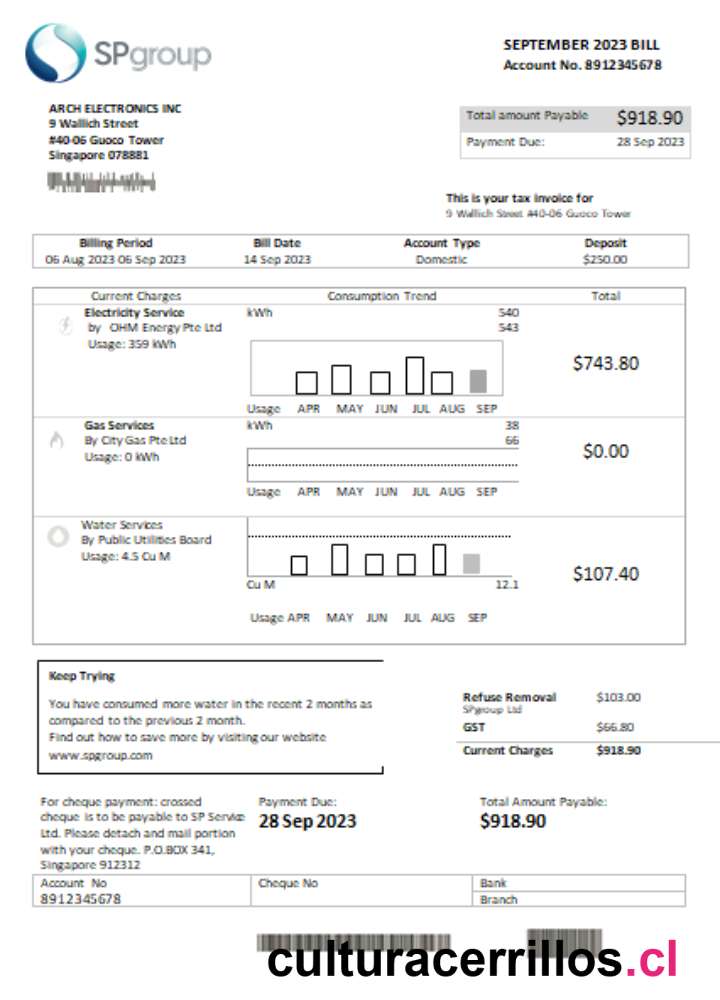 SPgroup
SEPTEMBER 2023 BILL
Account No. 8912345678
ARCH ELECTRONICS INC
9 Wallich Street
#40-06 Guoco Tower
Singapore 078881
Total amount Payable $918.90
Payment Due: 28 Sep 2023
This is your tax invoice for
9 Wallich Street #40-06 Guoco Tower
Billing Period Bill Date Account Type Deposit
06 Aug 2023 06 Sep 2023 14 Sep 2023 Domestic $250.00
Current Charges Consumption Trend Total
Electricity Service kWh 540
by OHM Energy Pte Ltd 543
Usage: 359 kWh
$743.80
Usage APR MAY JUN JUL AUG SEP
Gas Services kWh 38
By City Gas Pte Ltd 66
Usage: 0 kWh
$0.00
Usage APR MAY JUN JUL AUG SEP
Water Services
By Public Utilities Board
Usage: 4.5 Cu M
$107.40
Cu M 12.1
Usage APR MAY JUN JUL AUG SEP
Keep Trying
You have consumed more water in the recent 2 months as
compared to the previous 2 month.
Find out how to save more by visiting our website
www.spgroup.com
Refuse Removal $103.00
SPgroup Ltd
GST $66.80
Current Charges $918.90
For cheque payment: crossed
cheque is to be payable to SP Service
Ltd. Please detach and mail portion
with your cheque. P.O.BOX 341,
Singapore 912312
Payment Due:
28 Sep 2023
Total Amount Payable:
$918.90
Account No Cheque No Bank
8912345678 Branch
culturacerrillos.cl